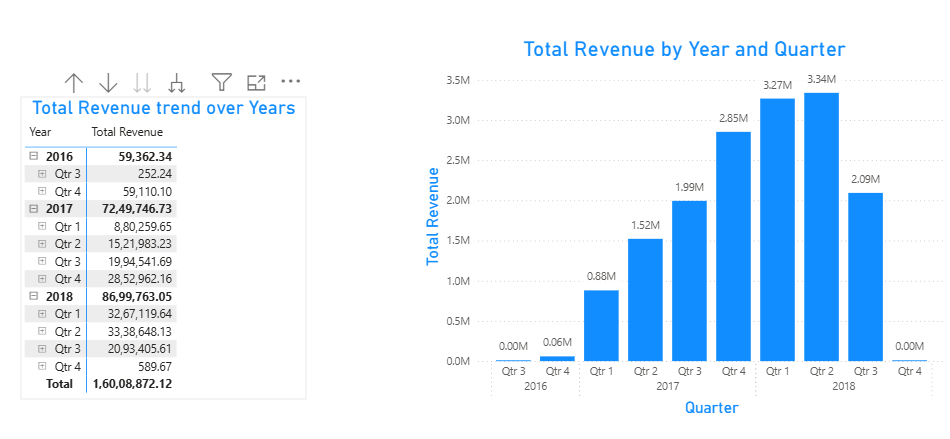 Total Revenue trend over Years
Year Total Revenue
2016 59,362.34
Qtr 3 252.24
Qtr 4 59,110.10
2017 72,49,746.73
Qtr 1 8,80,259.65
Qtr 2 15,21,983.23
Qtr 3 19,94,541.69
Qtr 4 28,52,962.16
2018 86,99,763.05
Qtr 1 32,67,119.64
Qtr 2 33,38,648.13
Qtr 3 20,93,405.61
Qtr 4 589.67
Total 1,60,08,872.12
Total Revenue by Year and Quarter
Total Revenue
3.5M
3.0M
2.5M
2.0M
1.5M
1.0M
0.5M
0.0M
0.00M 0.06M 0.88M 1.52M 1.99M 2.85M 3.27M 3.34M 2.09M 0.00M
Qtr 3 Qtr 4 Qtr 1 Qtr 2 Qtr 3 Qtr 4 Qtr 1 Qtr 2 Qtr 3 Qtr 4
2016 2017 2018
Quarter